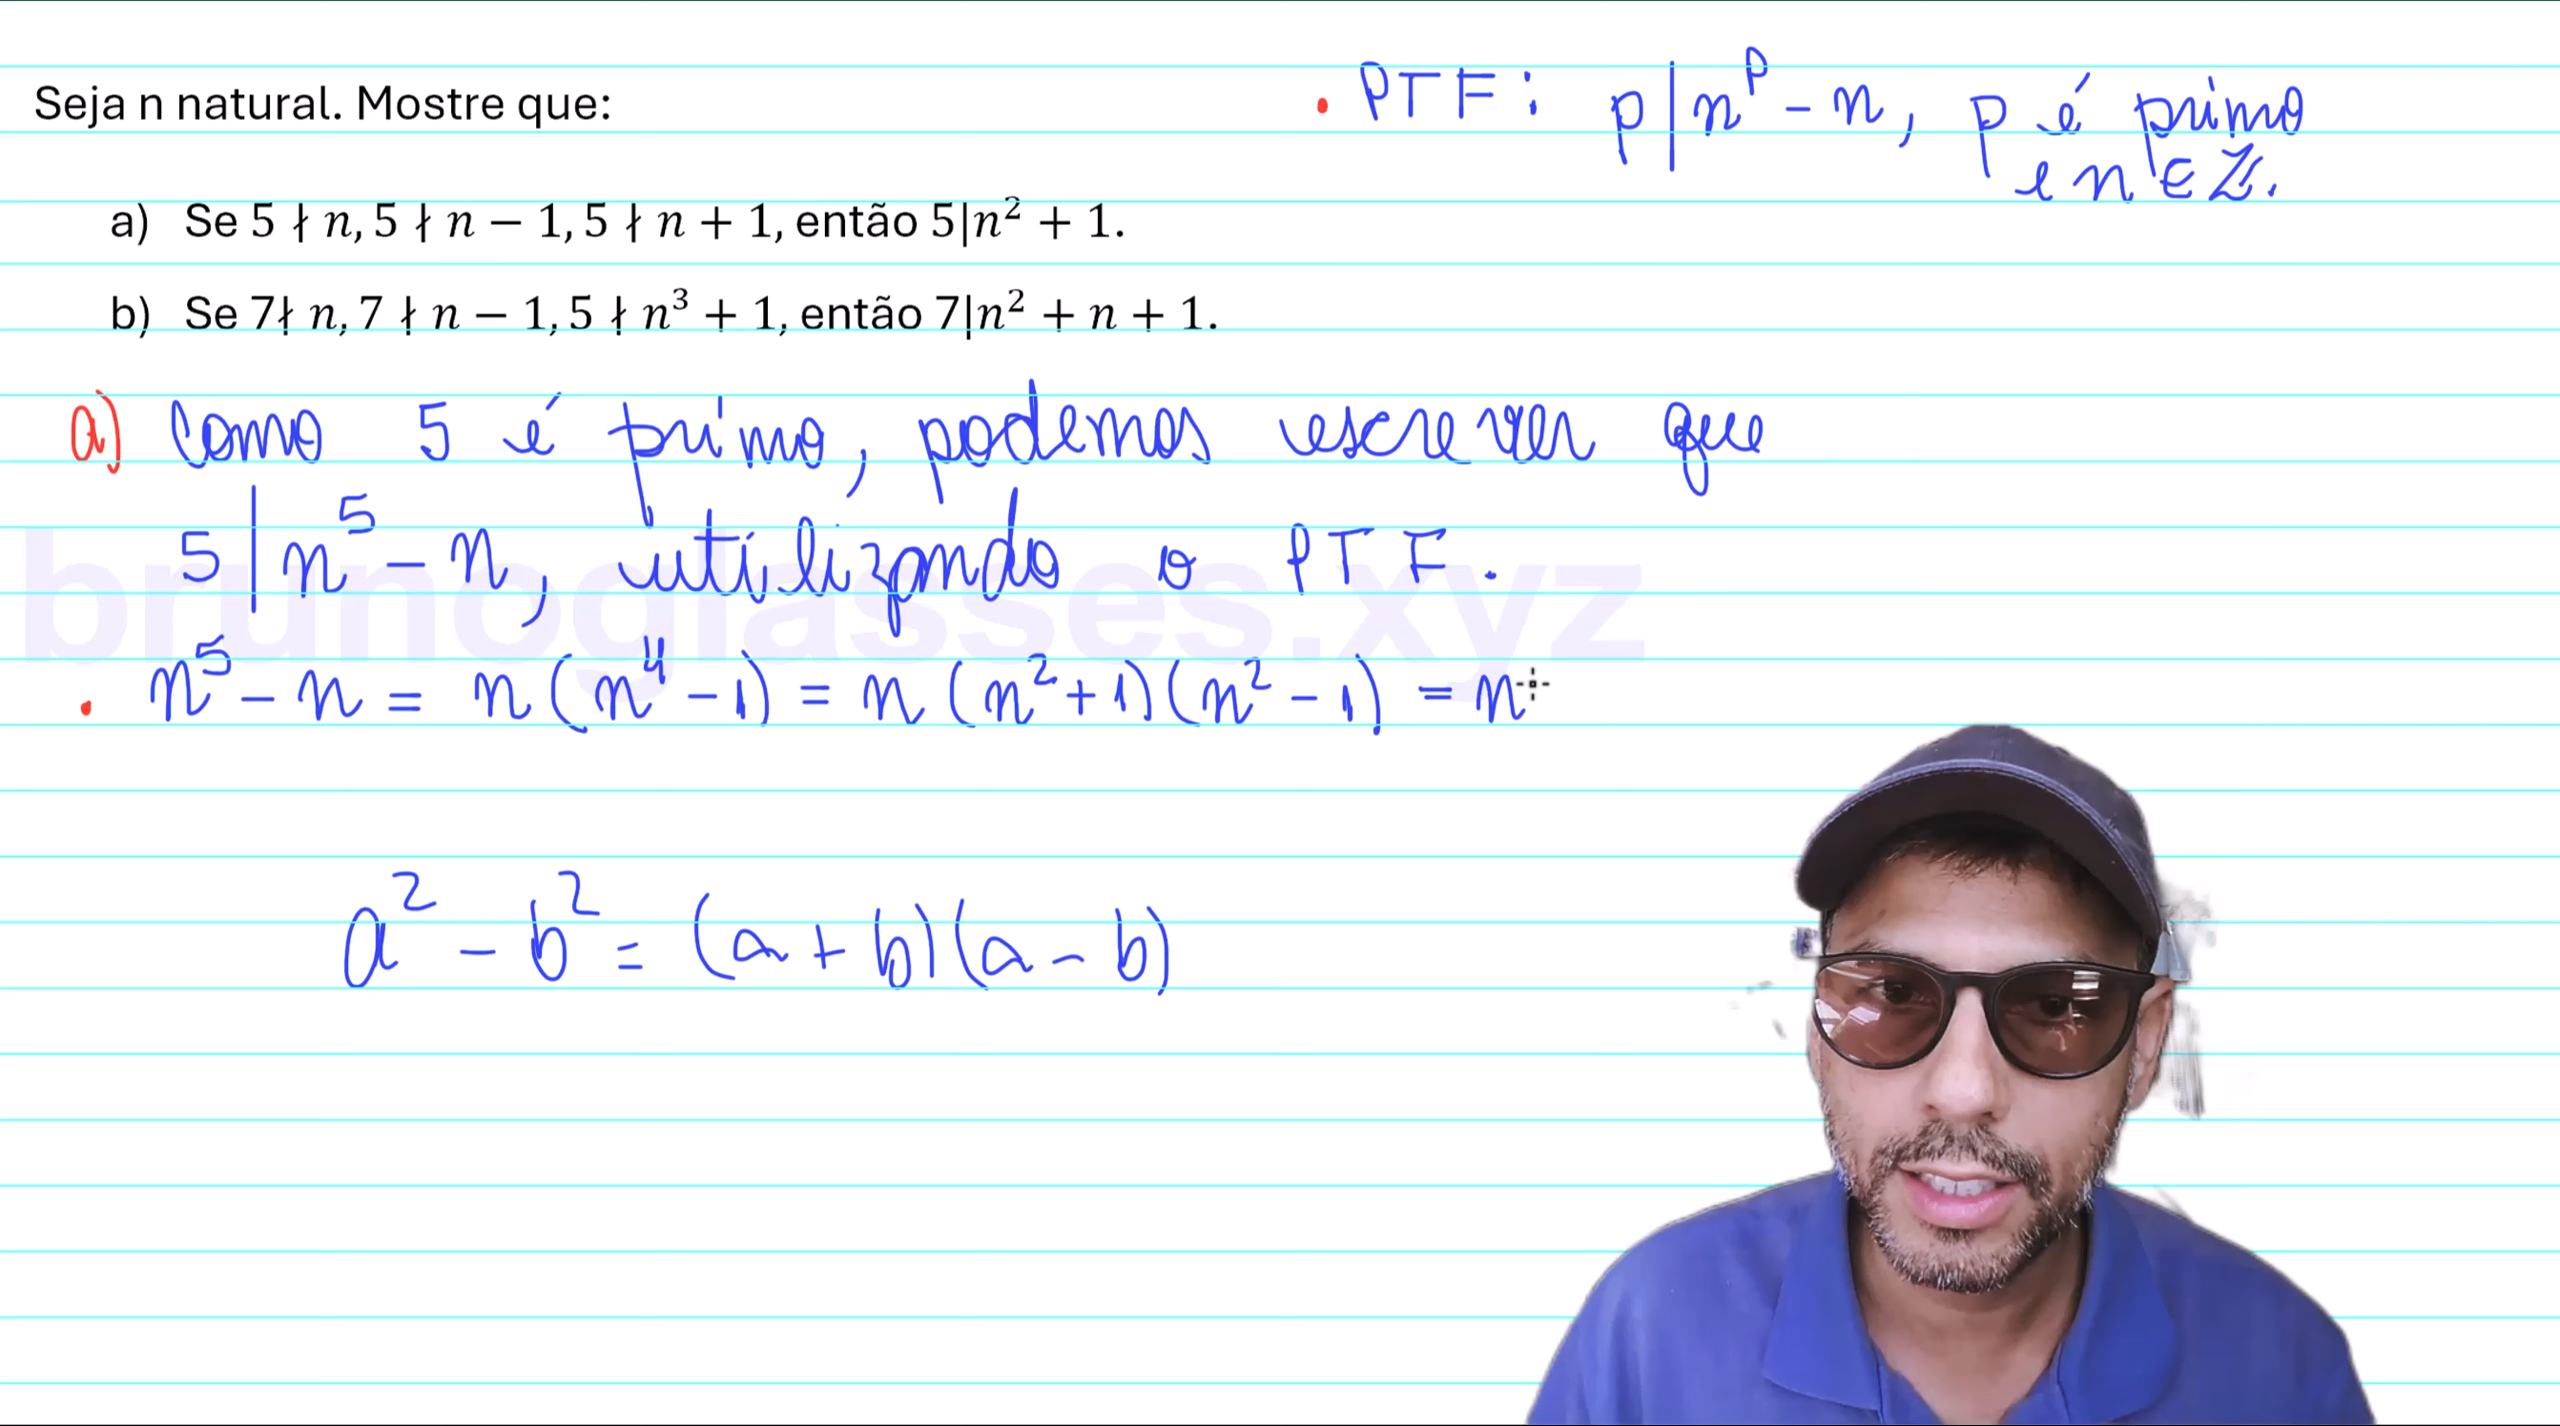 Seja n natural. Mostre que:
• PTF: p|n^p - n, p é primo
e n ∈ ℤ.
a) Se 5 ∤ n, 5 ∤ n − 1, 5 ∤ n + 1, então 5|n² + 1.
b) Se 7∤ n, 7 ∤ n − 1, 5 ∤ n³ + 1, então 7|n² + n + 1.
a) Como 5 é primo, podemos escrever que
5|n⁵ - n, utilizando o PTF.
brunoglasses.xyz
• n⁵ - n = n(n⁴ - 1) = n(n² + 1)(n² - 1) = n
a² - b² = (a + b)(a - b)